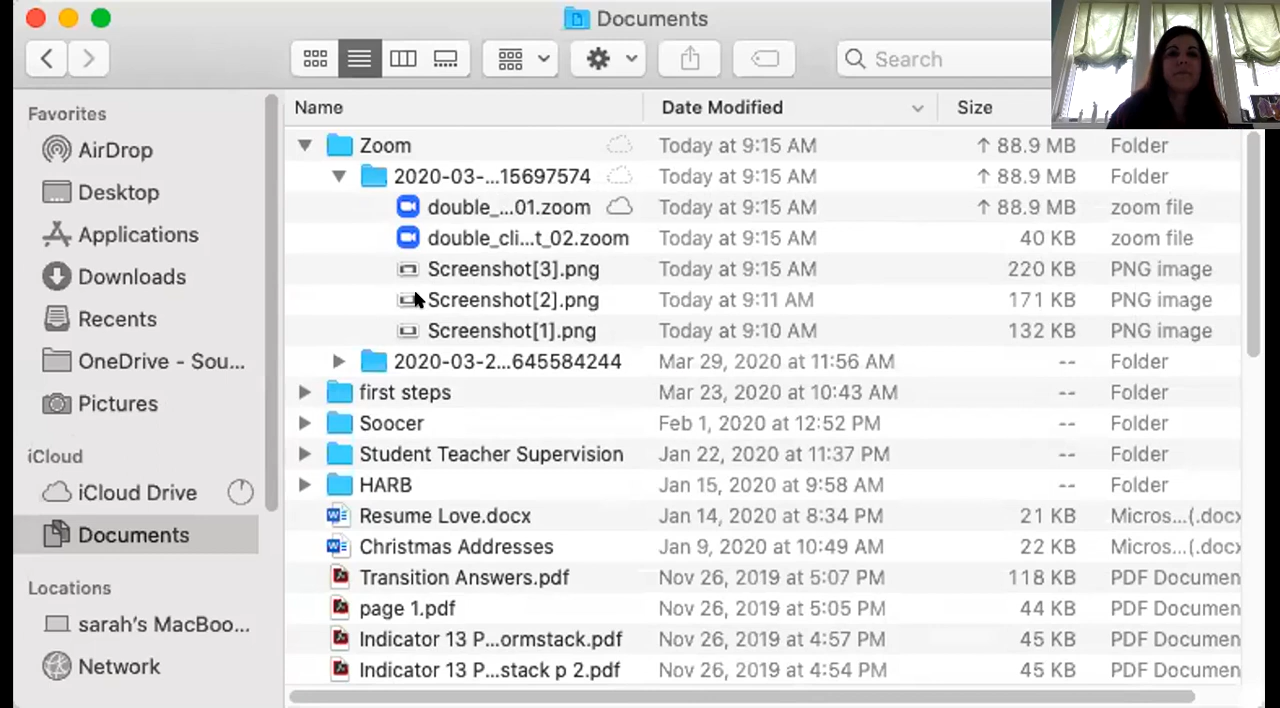 Documents
Search
Name Date Modified Size
Favorites
AirDrop
Desktop
Applications
Downloads
Recents
OneDrive - Sou...
Pictures
iCloud
iCloud Drive
Documents
Locations
sarah's MacBoo...
Network
Zoom Today at 9:15 AM ↑ 88.9 MB Folder
2020-03-...15697574 Today at 9:15 AM ↑ 88.9 MB Folder
double_...01.zoom Today at 9:15 AM ↑ 88.9 MB zoom file
double_cli...t_02.zoom Today at 9:15 AM 40 KB zoom file
Screenshot[3].png Today at 9:15 AM 220 KB PNG image
Screenshot[2].png Today at 9:11 AM 171 KB PNG image
Screenshot[1].png Today at 9:10 AM 132 KB PNG image
2020-03-2...645584244 Mar 29, 2020 at 11:56 AM -- Folder
first steps Mar 23, 2020 at 10:43 AM -- Folder
Soocer Feb 1, 2020 at 12:52 PM -- Folder
Student Teacher Supervision Jan 22, 2020 at 11:37 PM -- Folder
HARB Jan 15, 2020 at 9:58 AM -- Folder
Resume Love.docx Jan 14, 2020 at 8:34 PM 21 KB Micros...(.docx
Christmas Addresses Jan 9, 2020 at 10:49 AM 22 KB Micros...(.docx
Transition Answers.pdf Nov 26, 2019 at 5:07 PM 118 KB PDF Documen
page 1.pdf Nov 26, 2019 at 5:05 PM 44 KB PDF Documen
Indicator 13 P...ormstack.pdf Nov 26, 2019 at 4:57 PM 45 KB PDF Documen
Indicator 13 P...stack p 2.pdf Nov 26, 2019 at 4:54 PM 45 KB PDF Documen